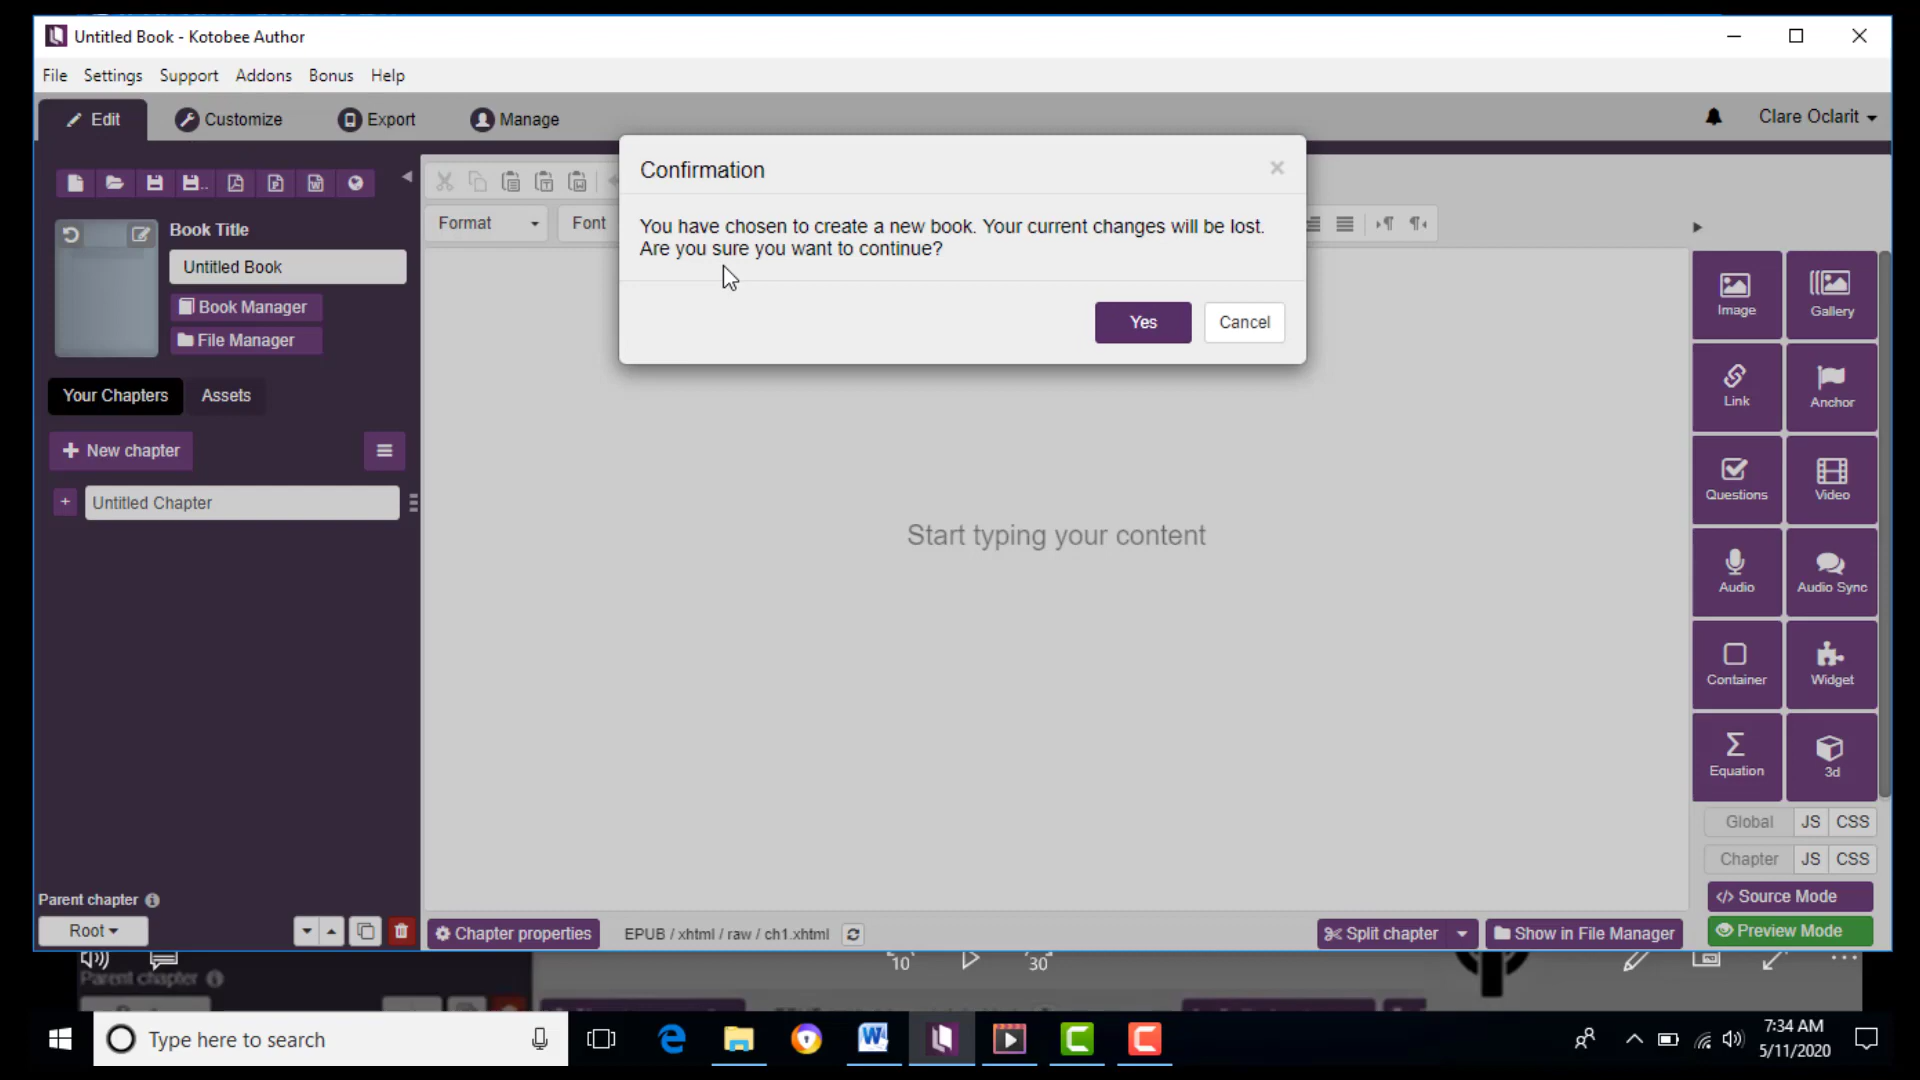 Untitled Book - Kotobee Author
File Settings Support Addons Bonus Help
Edit Customize Export Manage
Clare Oclarit
Confirmation
You have chosen to create a new book. Your current changes will be lost.
Are you sure you want to continue?
Yes Cancel
Book Title
Untitled Book
Book Manager
File Manager
Format Font
Your Chapters Assets
New chapter
Untitled Chapter
Start typing your content
Image Gallery
Link Anchor
Questions Video
Audio Audio Sync
Container Widget
Equation 3d
Global JS CSS
Chapter JS CSS
Source Mode
Preview Mode
Parent chapter
Root
Chapter properties EPUB / xhtml / raw / ch1.xhtml Split chapter Show in File Manager
10 30
Parent chapter
Type here to search
7:34 AM
5/11/2020